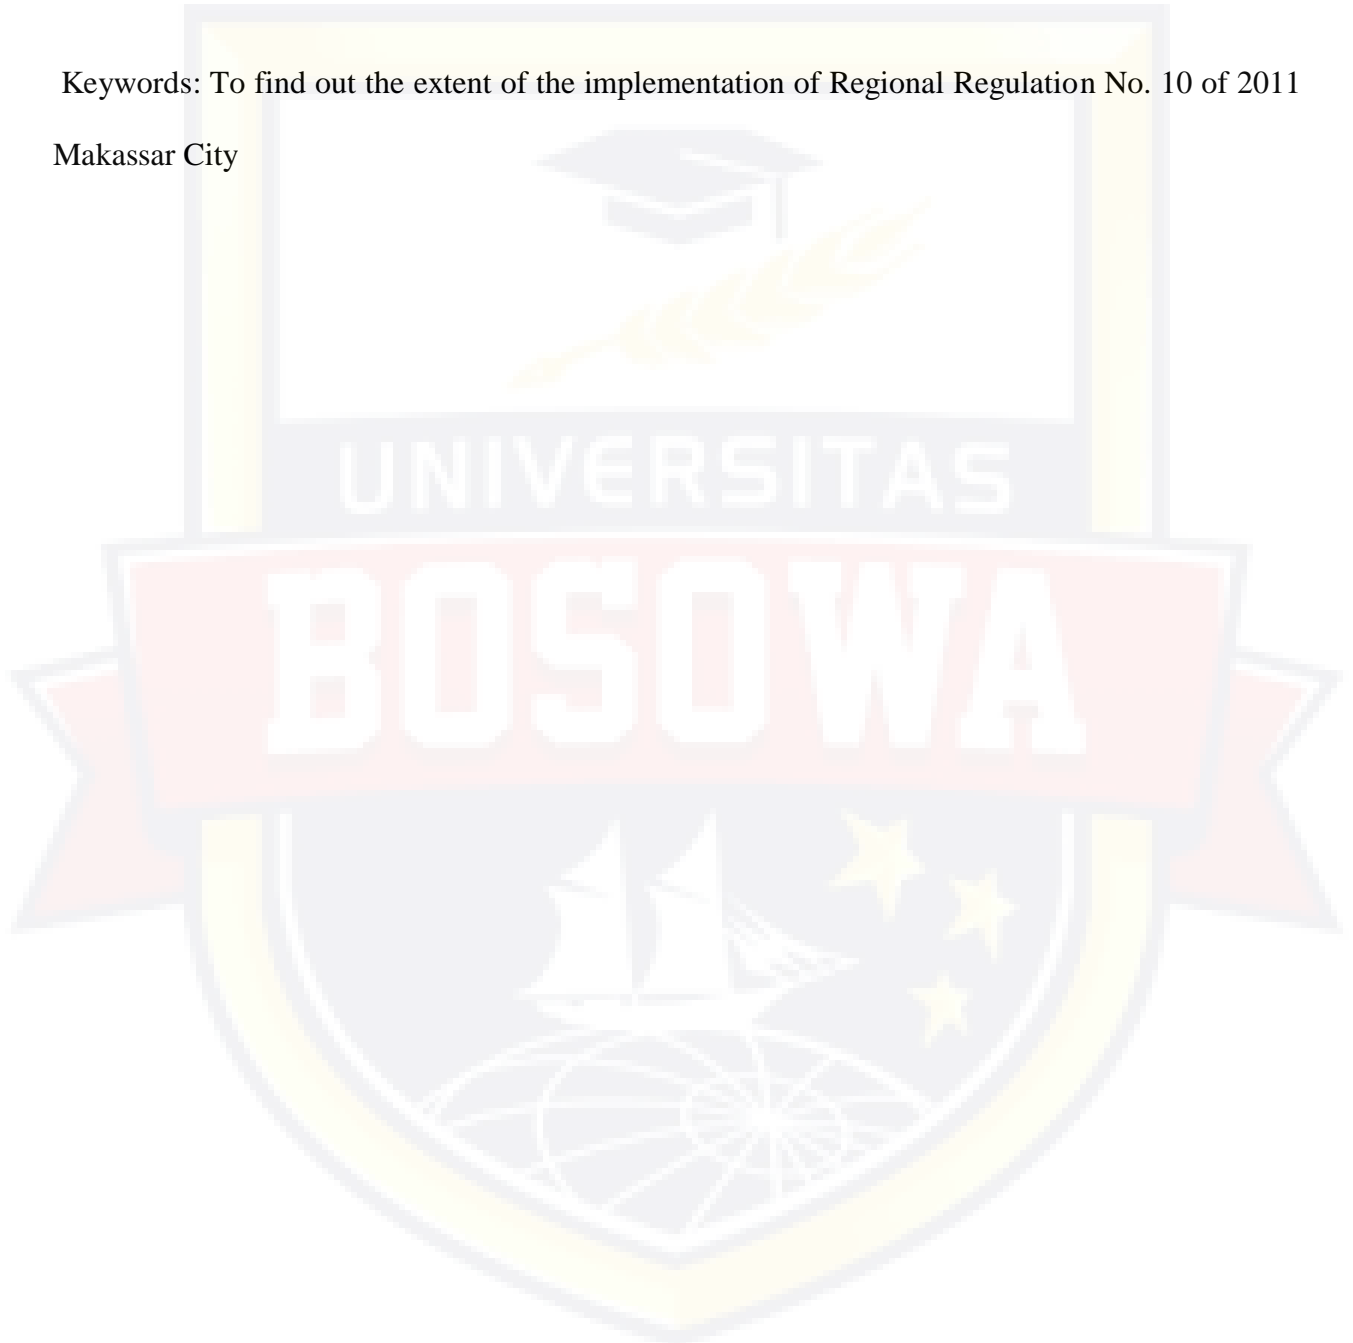 Keywords: To find out the extent of the implementation of Regional Regulation No. 10 of 2011
Makassar City
UNIVERSITAS
BOSOWA